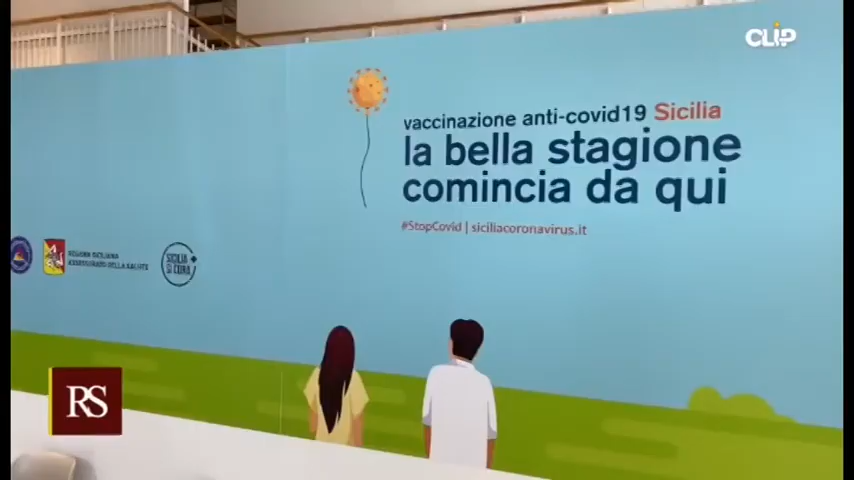 CLIP
vaccinazione anti-covid19 Sicilia
la bella stagione
comincia da qui
#StopCovid | siciliacoronavirus.it
REGIONE SICILIANA
ASSESSORATO DELLA SALUTE
SICILIA
SI CURA
RS